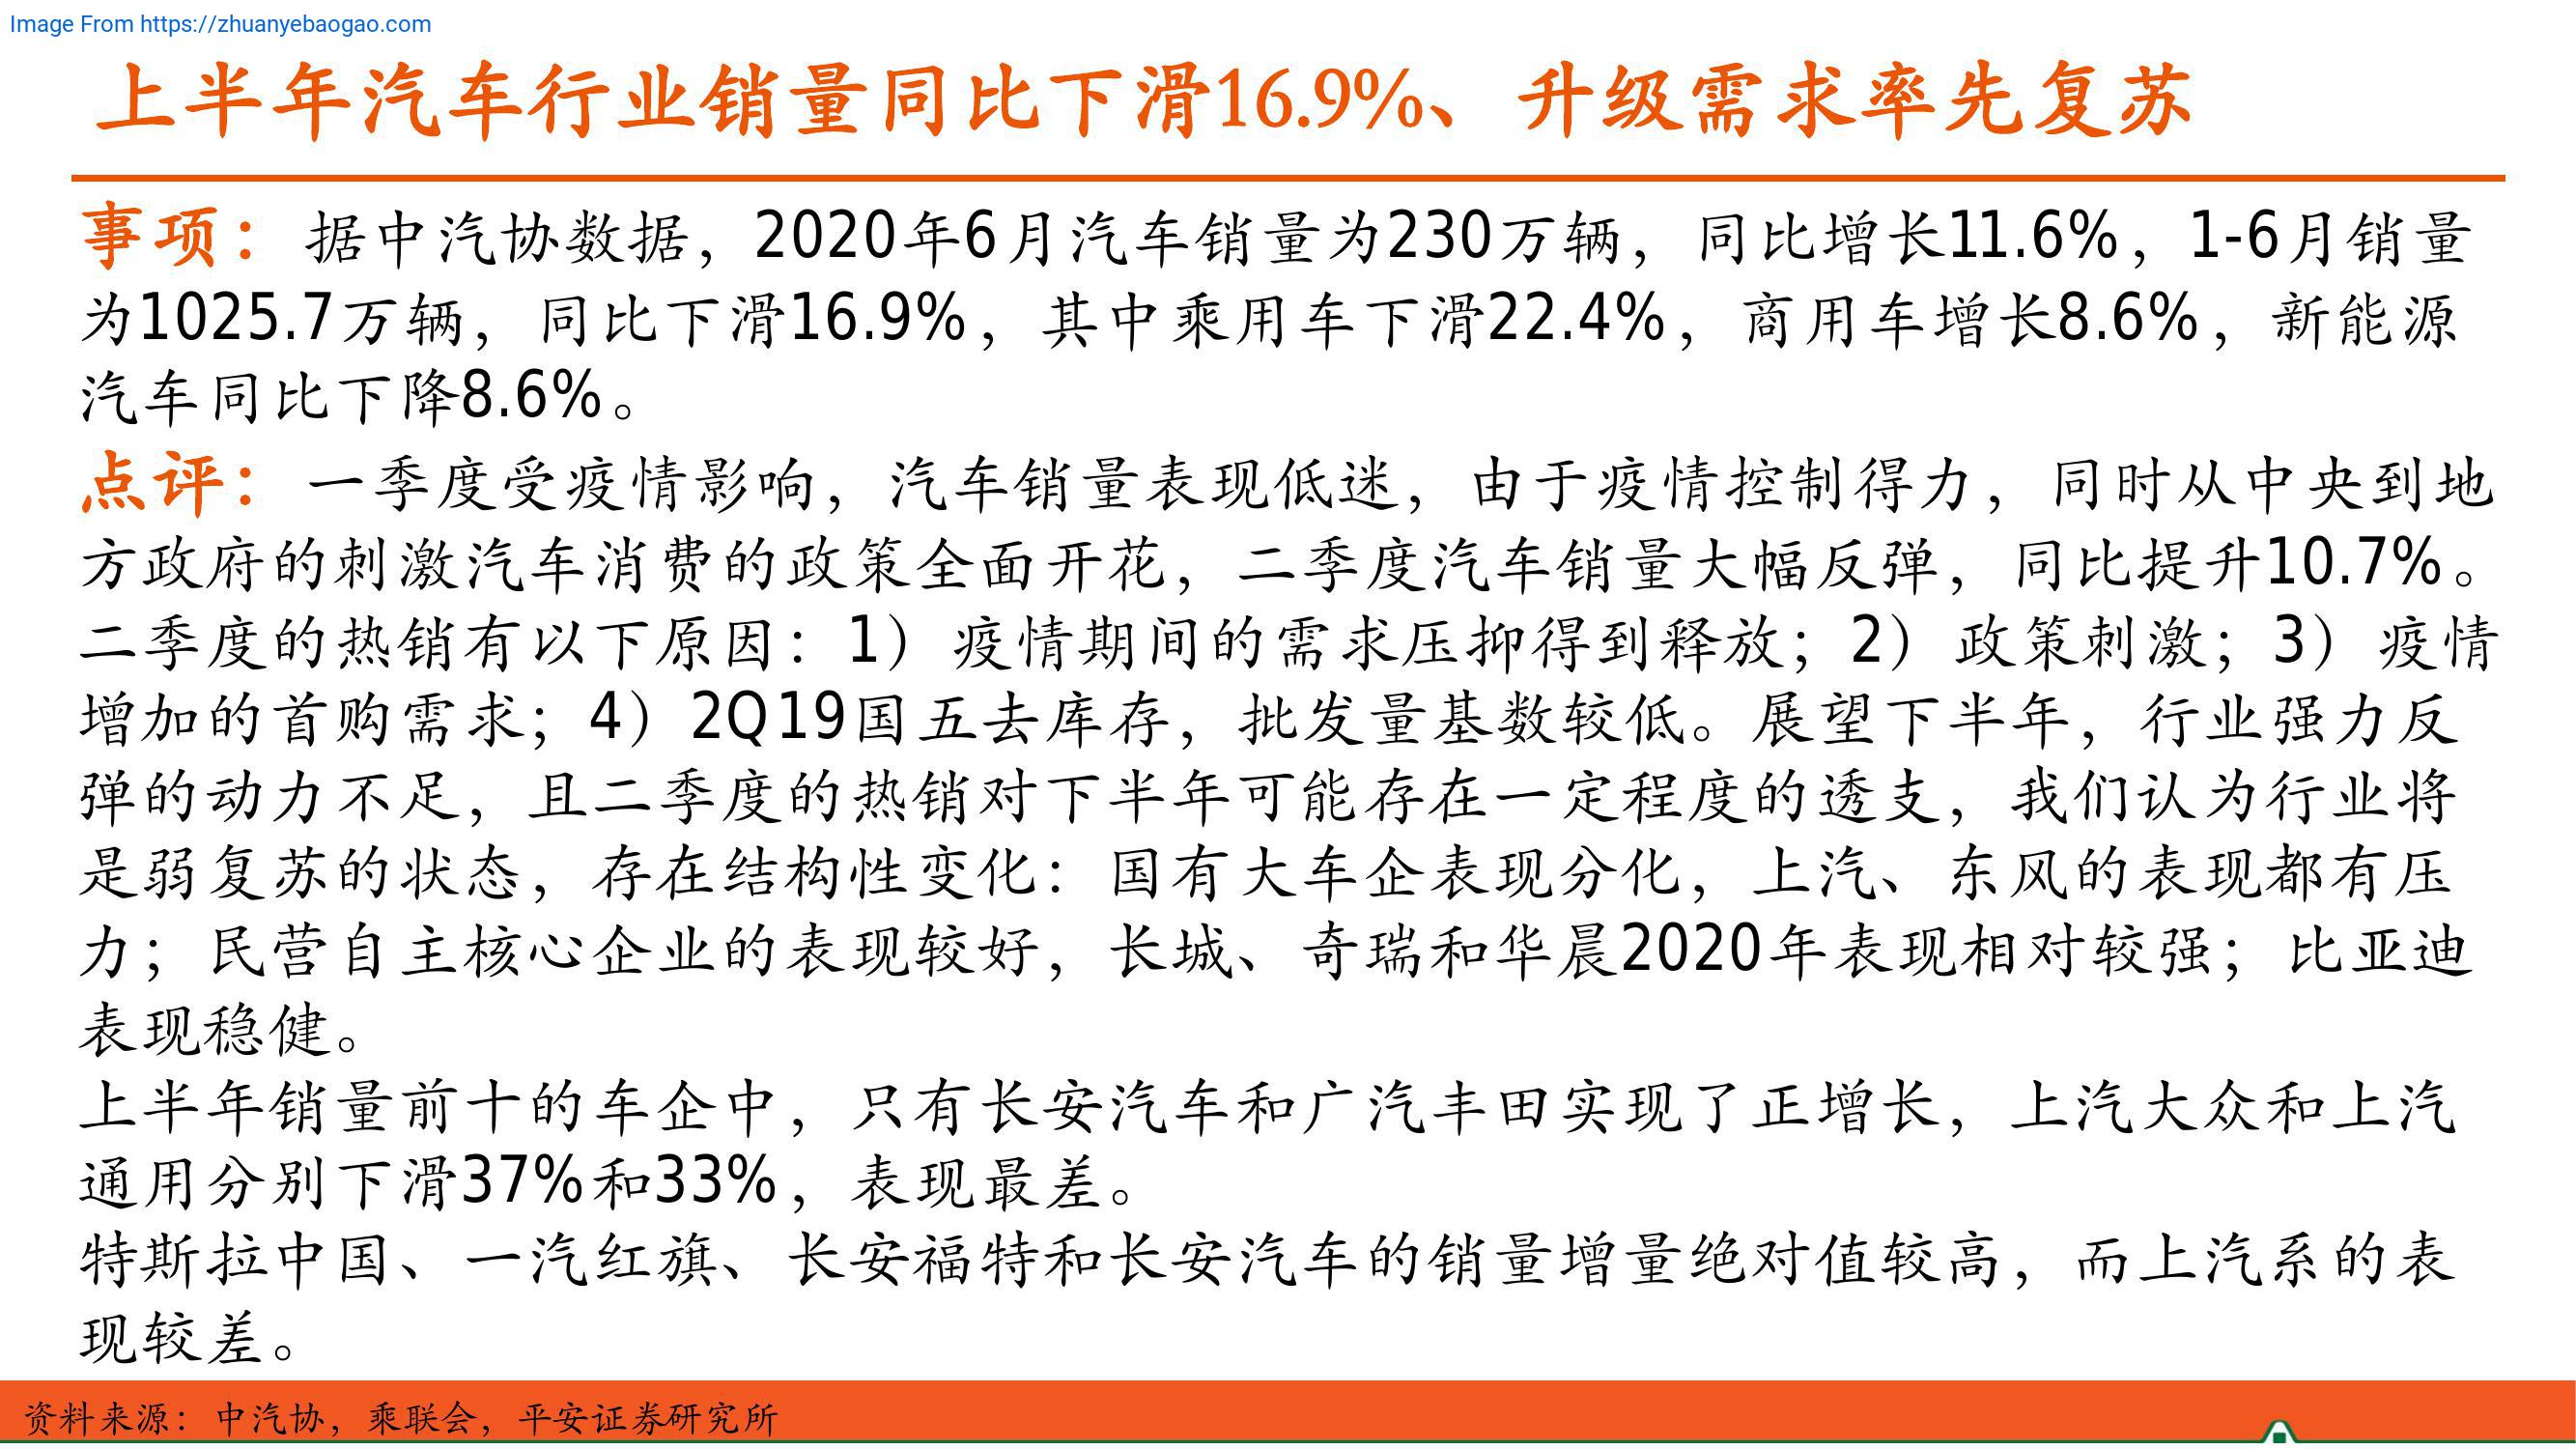 Image From https://zhuanyebaogao.com
上半年汽车行业销量同比下滑16.9%、升级需求率先复苏
事项：据中汽协数据，2020年6月汽车销量为230万辆，同比增长11.6%，1-6月销量
为1025.7万辆，同比下滑16.9%，其中乘用车下滑22.4%，商用车增长8.6%，新能源
汽车同比下降8.6%。
点评：一季度受疫情影响，汽车销量表现低迷，由于疫情控制得力，同时从中央到地
方政府的刺激汽车消费的政策全面开花，二季度汽车销量大幅反弹，同比提升10.7%。
二季度的热销有以下原因：1）疫情期间的需求压抑得到释放；2）政策刺激；3）疫情
增加的首购需求；4）2Q19国五去库存，批发量基数较低。展望下半年，行业强力反
弹的动力不足，且二季度的热销对下半年可能存在一定程度的透支，我们认为行业将
是弱复苏的状态，存在结构性变化：国有大车企表现分化，上汽、东风的表现都有压
力；民营自主核心企业的表现较好，长城、奇瑞和华晨2020年表现相对较强；比亚迪
表现稳健。
上半年销量前十的车企中，只有长安汽车和广汽丰田实现了正增长，上汽大众和上汽
通用分别下滑37%和33%，表现最差。
特斯拉中国、一汽红旗、长安福特和长安汽车的销量增量绝对值较高，而上汽系的表
现较差。
资料来源：中汽协，乘联会，平安证券研究所